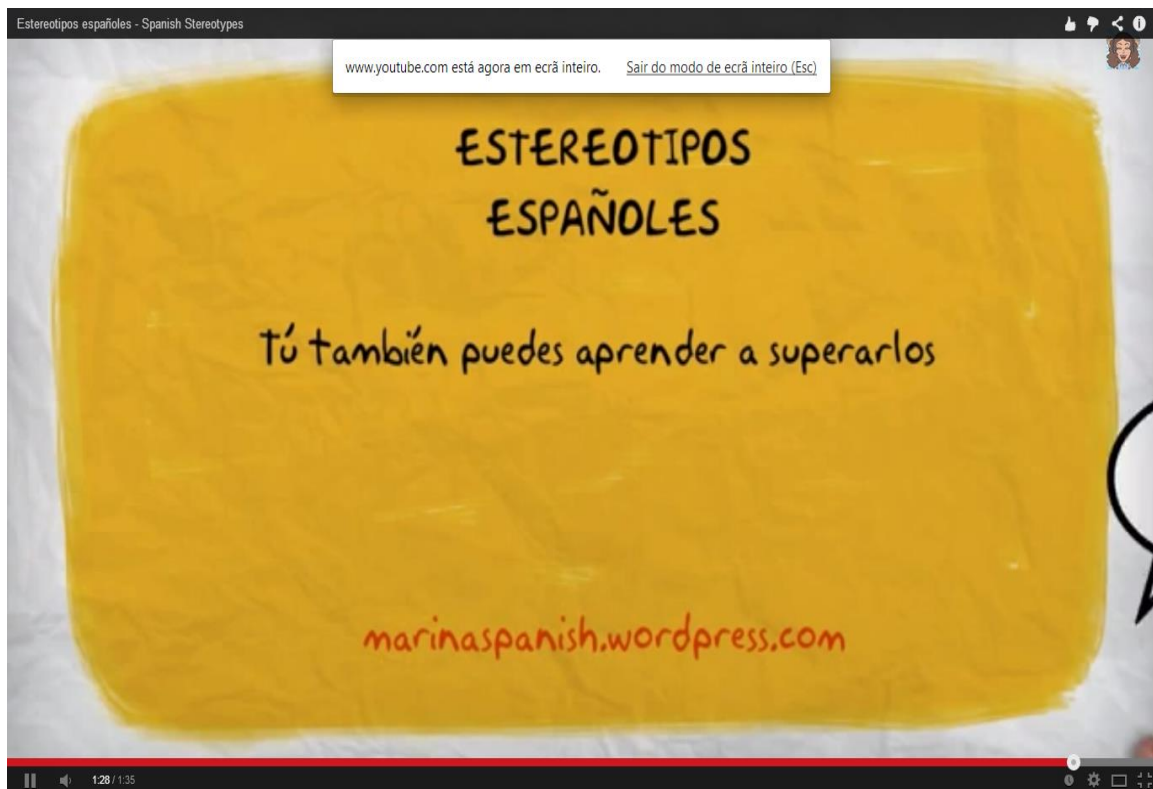 Estereotipos españoles - Spanish Stereotypes
www.youtube.com está agora em ecrã inteiro. Sair do modo de ecrã inteiro (Esc)
ESTEREOTIPOS
ESPAÑOLES
Tú también puedes aprender a superarlos
marinaspanish.wordpress.com
1:28 / 1:35